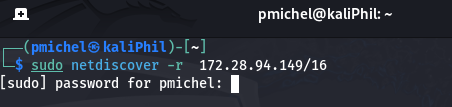 pmichel@kaliPhil: ~
┌──(pmichel㉿kaliPhil)-[~]
└─$ sudo netdiscover -r  172.28.94.149/16
[sudo] password for pmichel: